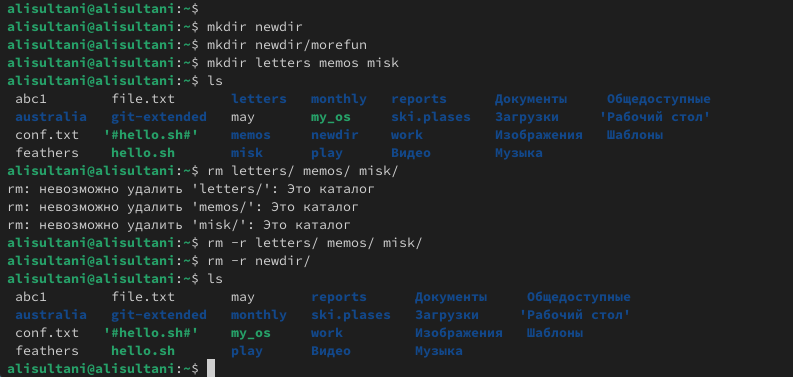 alisultani@alisultani:~$
alisultani@alisultani:~$ mkdir newdir
alisultani@alisultani:~$ mkdir newdir/morefun
alisultani@alisultani:~$ mkdir letters memos misk
alisultani@alisultani:~$ ls
abc1 file.txt letters monthly reports Документы Общедоступные
australia git-extended may my_os ski.plases Загрузки 'Рабочий стол'
conf.txt '#hello.sh#' memos newdir work Изображения Шаблоны
feathers hello.sh misk play Видео Музыка
alisultani@alisultani:~$ rm letters/ memos/ misk/
rm: невозможно удалить 'letters/': Это каталог
rm: невозможно удалить 'memos/': Это каталог
rm: невозможно удалить 'misk/': Это каталог
alisultani@alisultani:~$ rm -r letters/ memos/ misk/
alisultani@alisultani:~$ rm -r newdir/
alisultani@alisultani:~$ ls
abc1 file.txt may reports Документы Общедоступные
australia git-extended monthly ski.plases Загрузки 'Рабочий стол'
conf.txt '#hello.sh#' my_os work Изображения Шаблоны
feathers hello.sh play Видео Музыка
alisultani@alisultani:~$